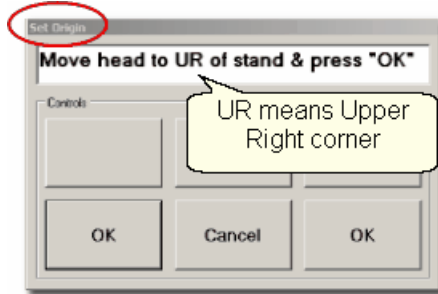 Set Origin
Move head to UR of stand & press "OK"
Controls
UR means Upper
Right corner
OK Cancel OK